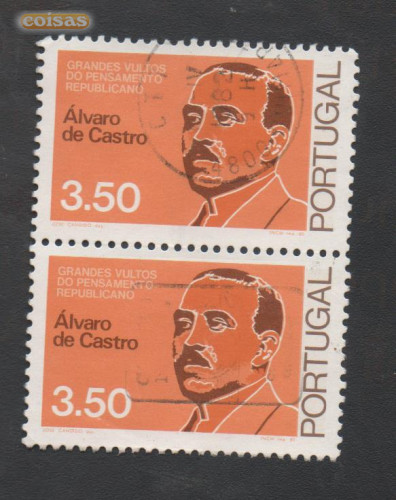 coisas
GRANDES VULTOS
DO PENSAMENTO
REPUBLICANO
Álvaro
de Castro
3.50
PORTUGAL
4800
GRANDES VULTOS
DO PENSAMENTO
REPUBLICANO
Álvaro
de Castro
3.50
PORTUGAL